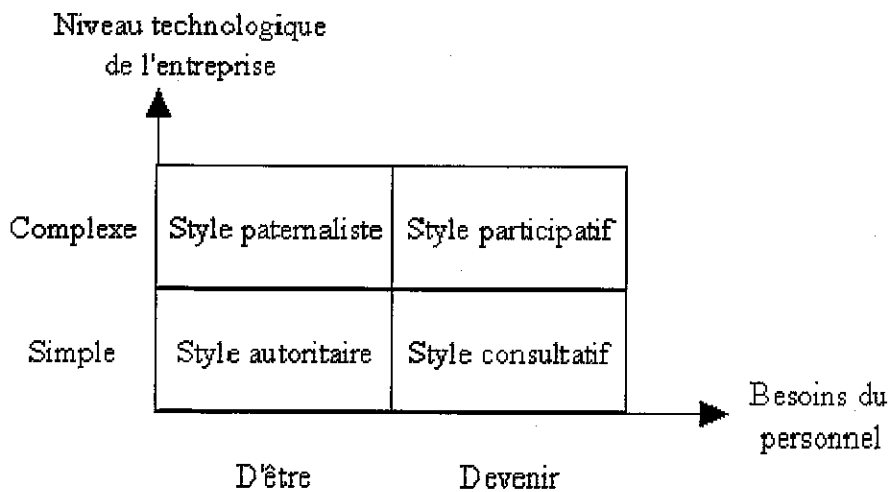 Niveau technologique
de l'entreprise
Complexe
Style paternaliste
Style participatif
Simple
Style autoritaire
Style consultatif
Besoins du
personnel
D'être
Devenir